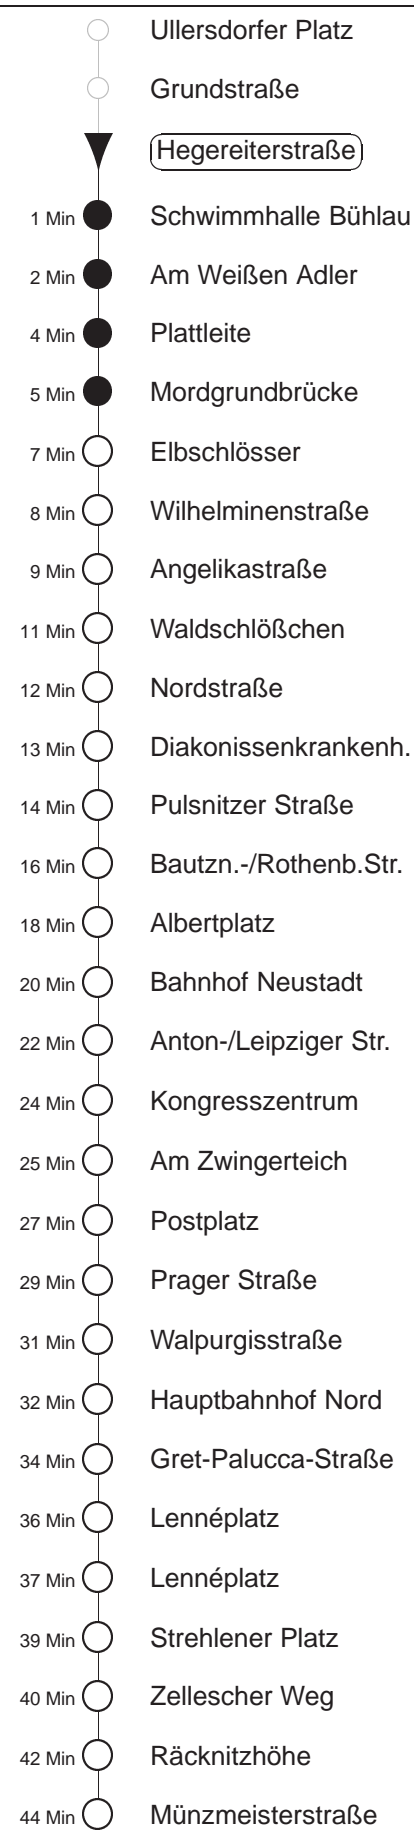 Ullersdorfer Platz
Grundstraße
Hegereiterstraße
1 Min Schwimmhalle Bühlau
2 Min Am Weißen Adler
4 Min Plattleite
5 Min Mordgrundbrücke
7 Min Elbschlösser
8 Min Wilhelminenstraße
9 Min Angelikastraße
11 Min Waldschlößchen
12 Min Nordstraße
13 Min Diakonissenkrankenh.
14 Min Pulsnitzer Straße
16 Min Bautzn.-/Rothenb.Str.
18 Min Albertplatz
20 Min Bahnhof Neustadt
22 Min Anton-/Leipziger Str.
24 Min Kongresszentrum
25 Min Am Zwingerteich
27 Min Postplatz
29 Min Prager Straße
31 Min Walpurgisstraße
32 Min Hauptbahnhof Nord
34 Min Gret-Palucca-Straße
36 Min Lennéplatz
37 Min Lennéplatz
39 Min Strehlener Platz
40 Min Zellescher Weg
42 Min Räcknitzhöhe
44 Min Münzmeisterstraße